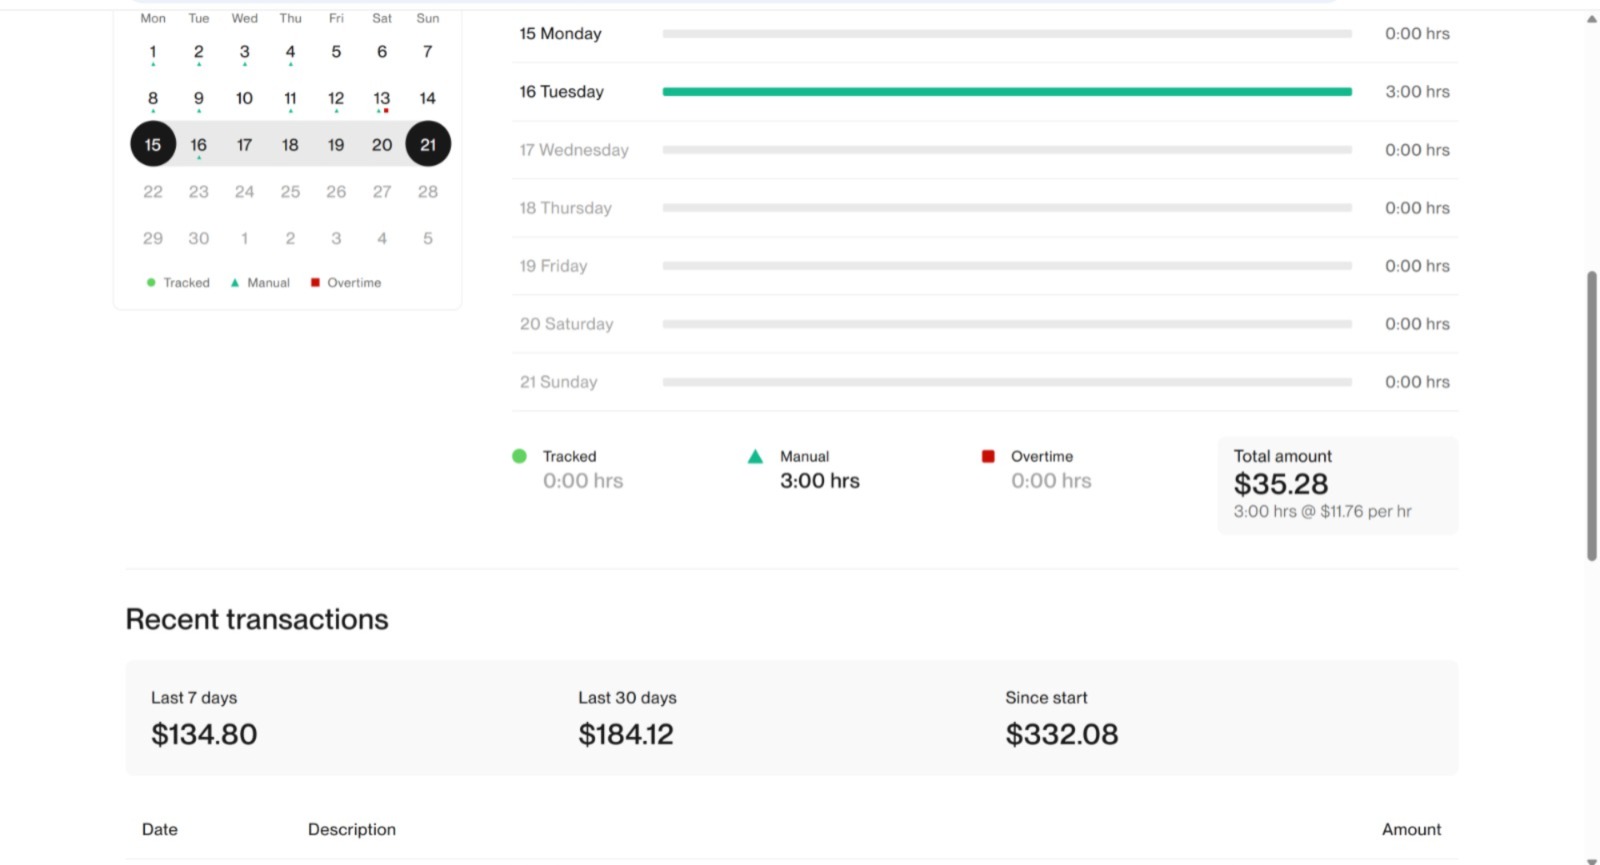 Mon Tue Wed Thu Fri Sat Sun
1 2 3 4 5 6 7
8 9 10 11 12 13 14
15 16 17 18 19 20 21
22 23 24 25 26 27 28
29 30 1 2 3 4 5
Tracked Manual Overtime
15 Monday 0:00 hrs
16 Tuesday 3:00 hrs
17 Wednesday 0:00 hrs
18 Thursday 0:00 hrs
19 Friday 0:00 hrs
20 Saturday 0:00 hrs
21 Sunday 0:00 hrs
Tracked
0:00 hrs
Manual
3:00 hrs
Overtime
0:00 hrs
Total amount
$35.28
3:00 hrs @ $11.76 per hr
Recent transactions
Last 7 days
$134.80
Last 30 days
$184.12
Since start
$332.08
Date Description Amount